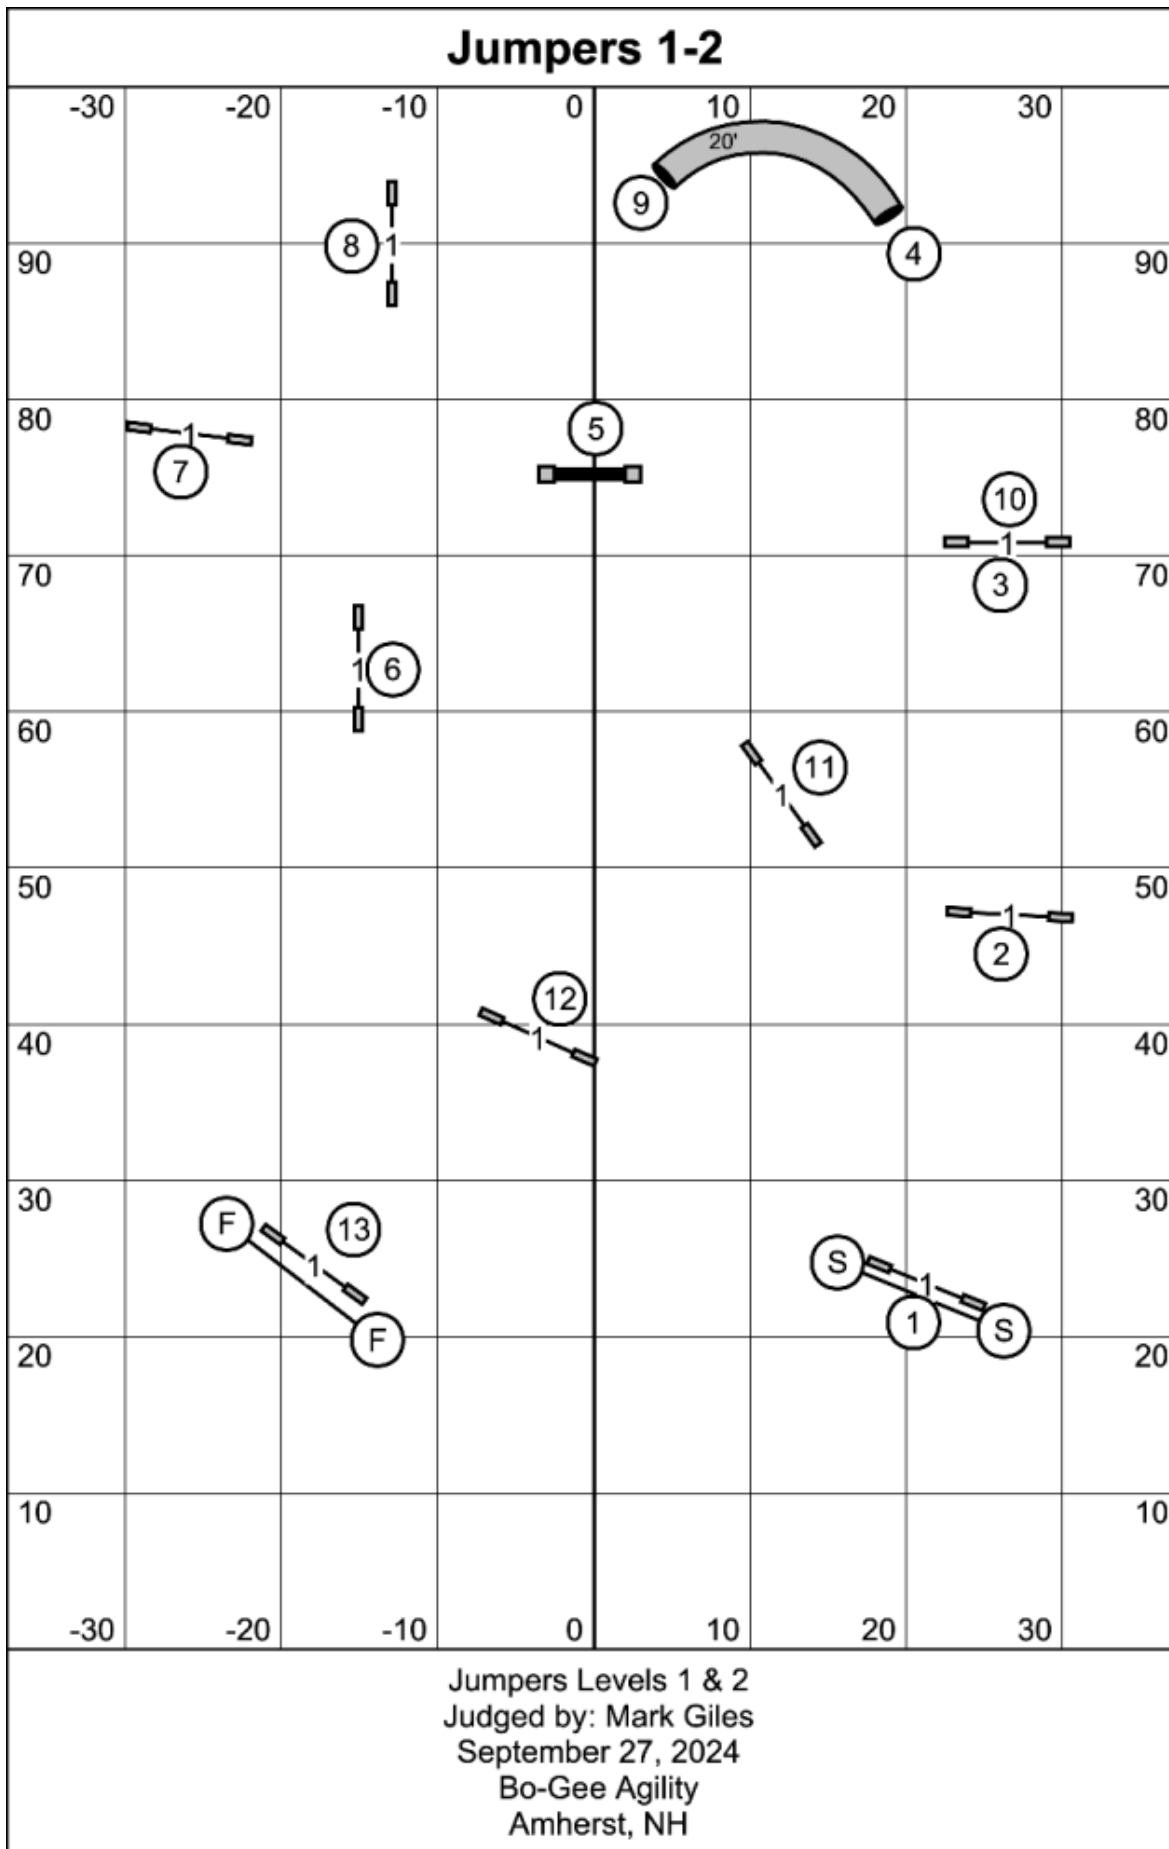 Jumpers 1-2
-30 -20 -10 0 10 20 30
20'
9
8 1
4
90 90
80 80
5
1
7
10
1
3
70 70
1 6
60 60
11
1
50 50
1
2
12
1
40 40
30 30
F 13
1
S
1
1 S
F
20 20
10 10
-30 -20 -10 0 10 20 30
Jumpers Levels 1 & 2
Judged by: Mark Giles
September 27, 2024
Bo-Gee Agility
Amherst, NH